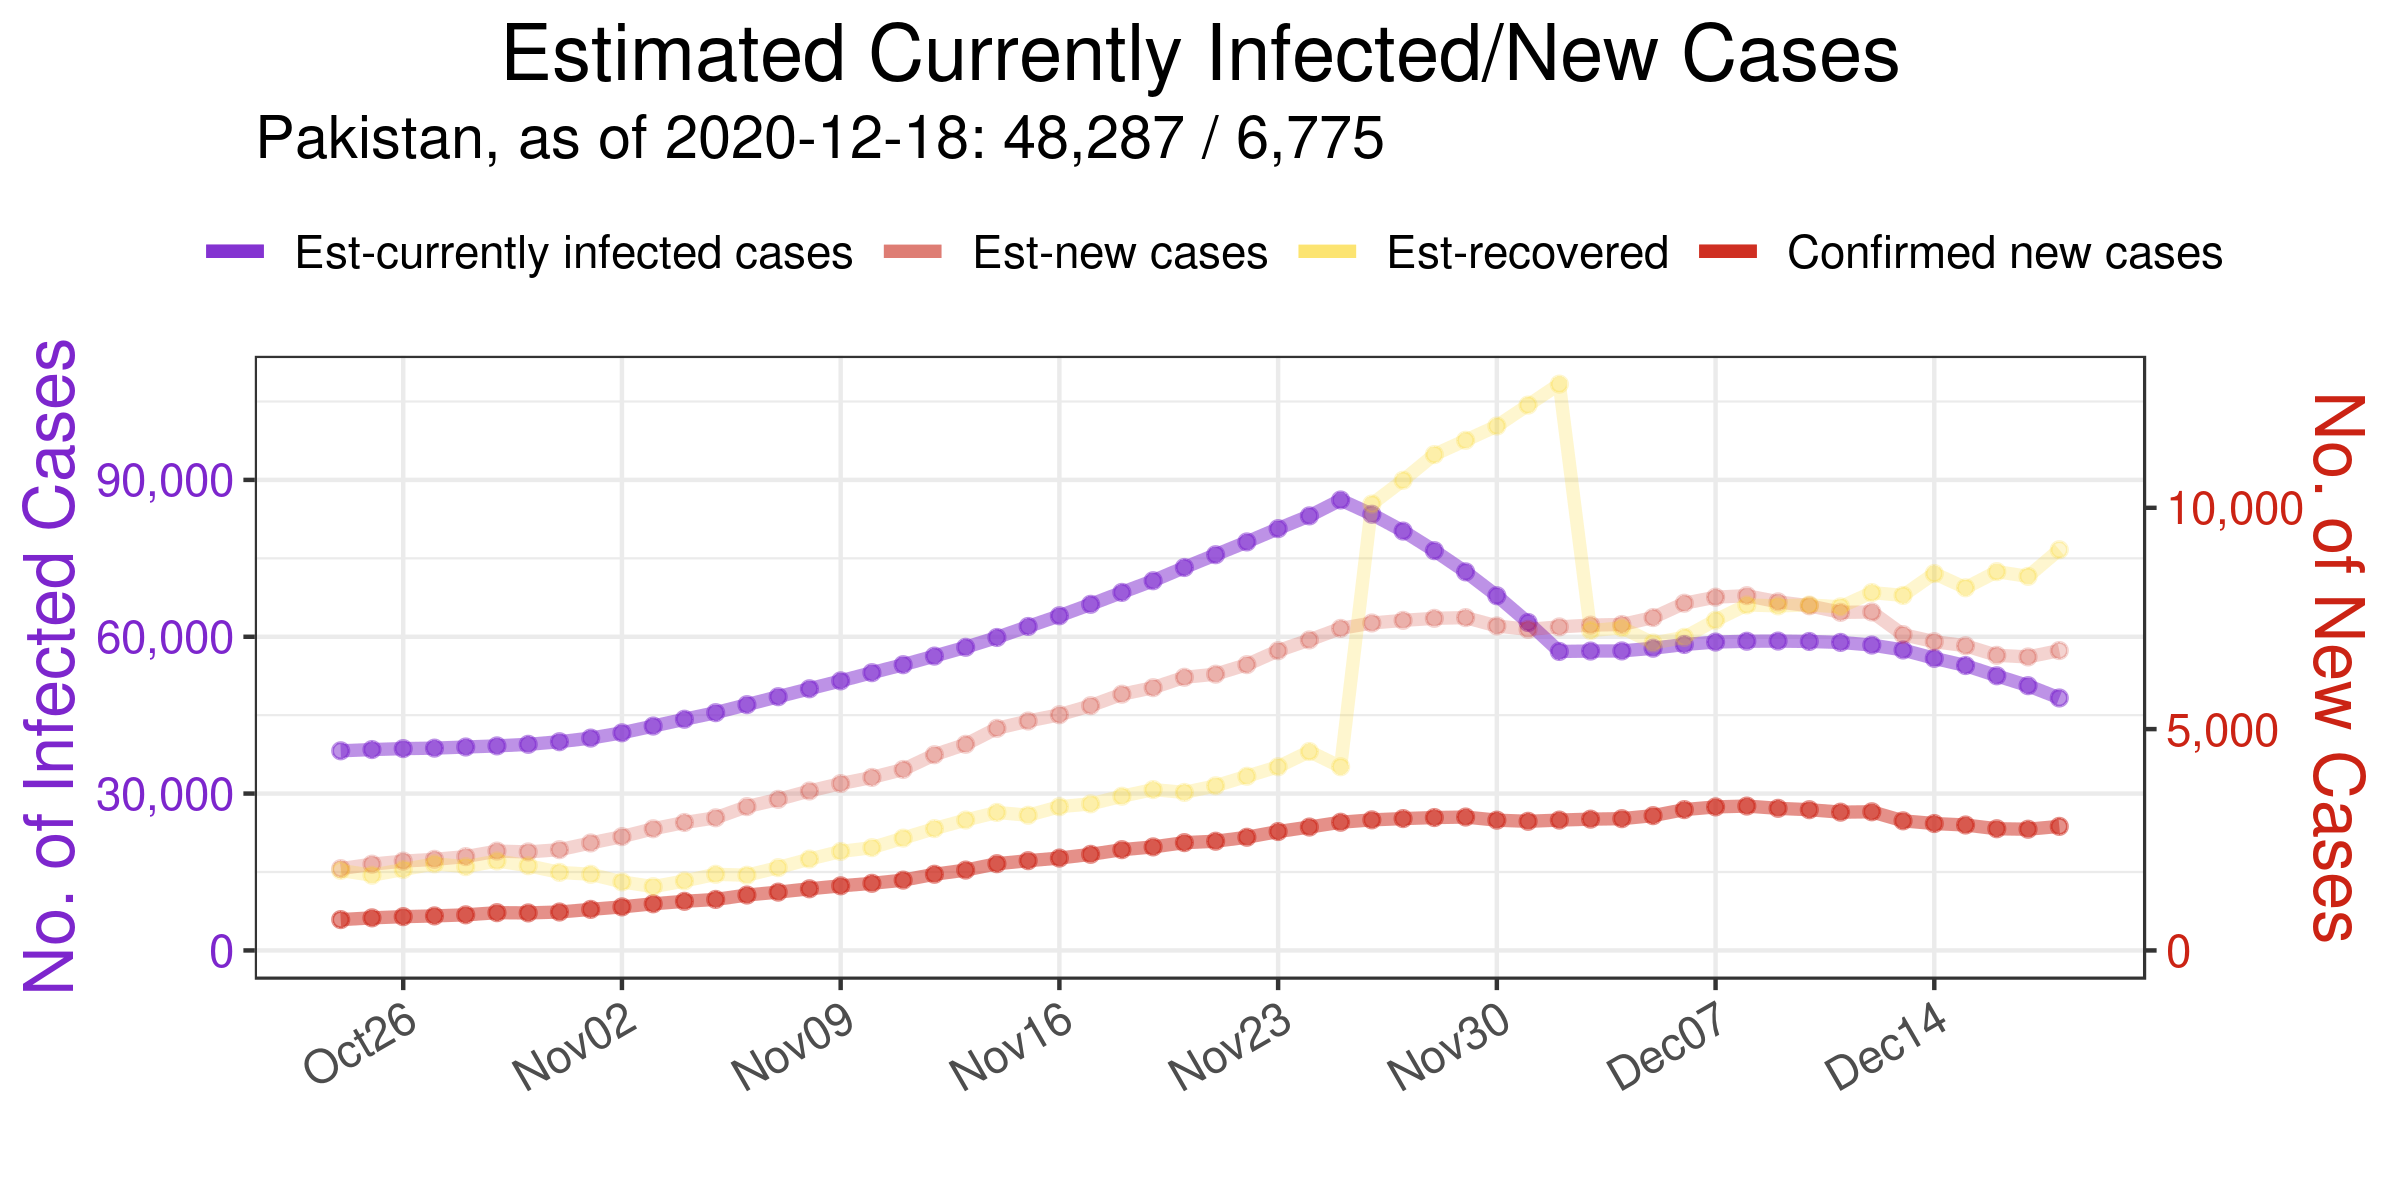 Estimated Currently Infected/New Cases
Pakistan, as of 2020-12-18: 48,287 / 6,775
Est-currently infected cases Est-new cases Est-recovered Confirmed new cases
No. of Infected Cases
90,000
60,000
30,000
0
10,000
5,000
0
No. of New Cases
Oct26 Nov02 Nov09 Nov16 Nov23 Nov30 Dec07 Dec14